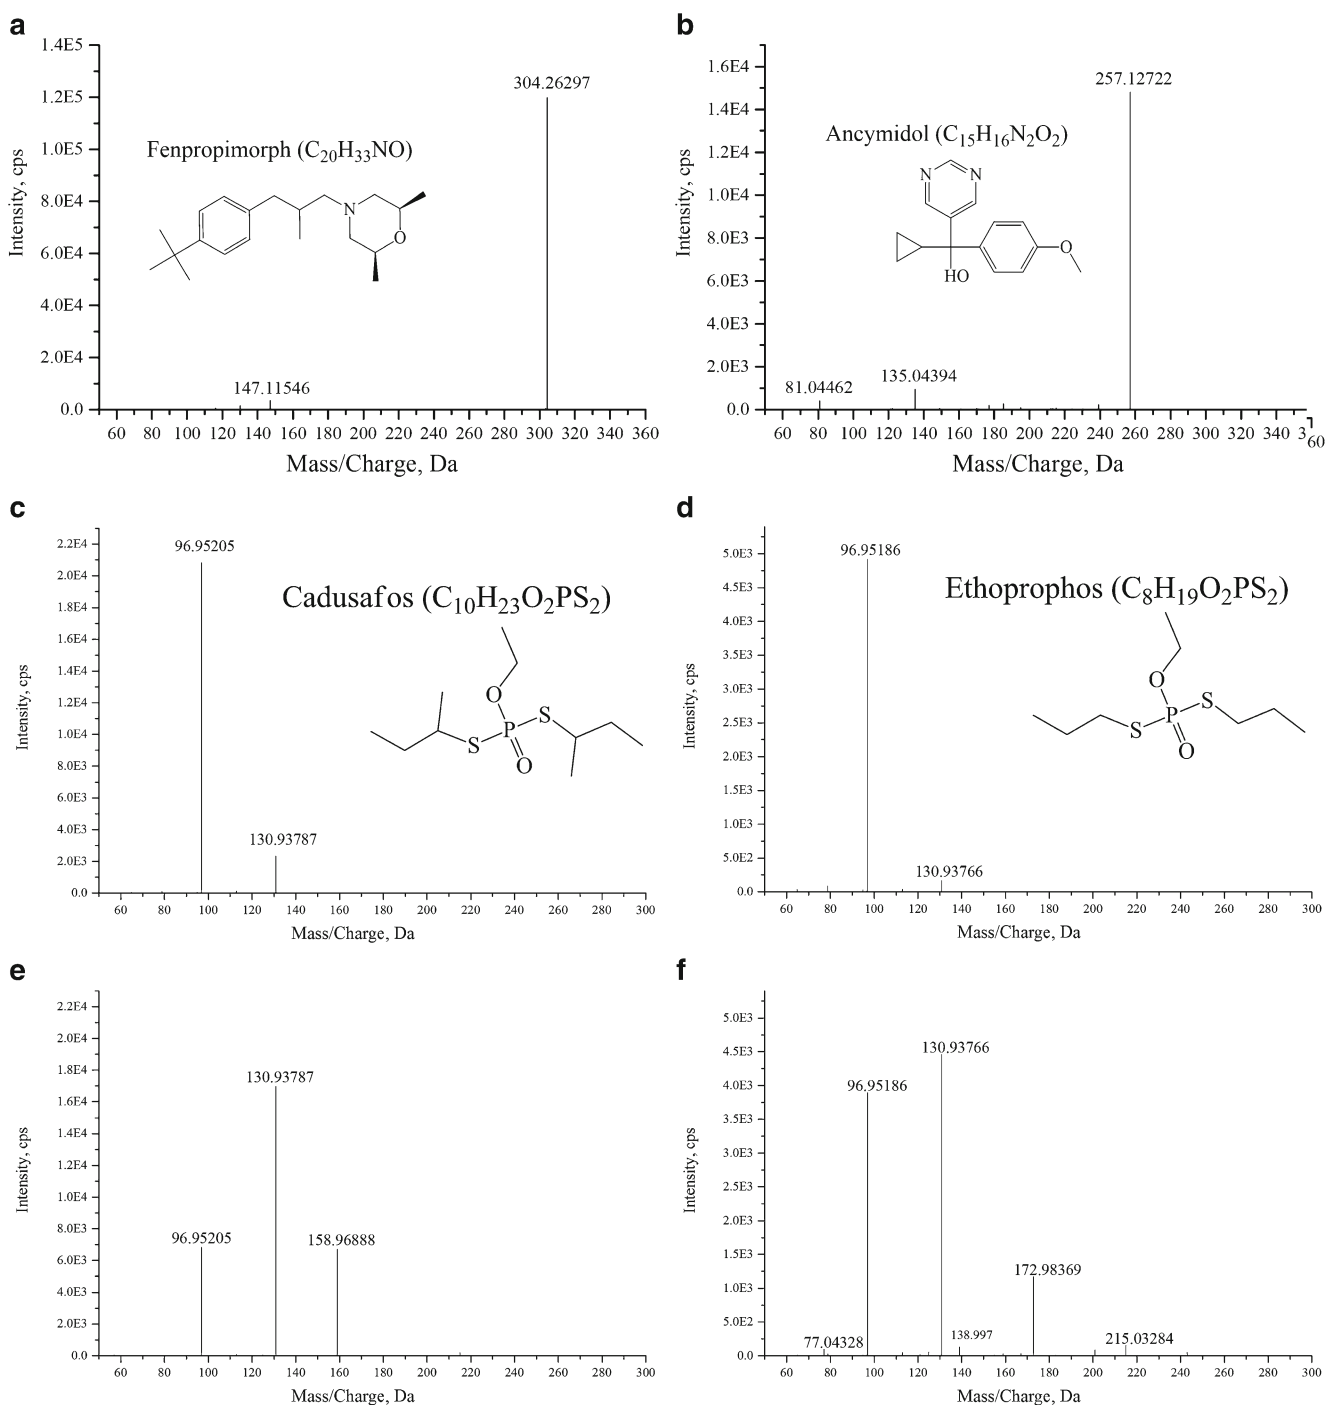 a
1.4E5
1.2E5
1.0E5
8.0E4
6.0E4
4.0E4
2.0E4
0.0
Intensity, cps
304.26297
Fenpropimorph (C20H33NO)
N
O
147.11546
60 80 100 120 140 160 180 200 220 240 260 280 300 320 340 360
Mass/Charge, Da
b
1.6E4
1.4E4
1.2E4
1.0E4
8.0E3
6.0E3
4.0E3
2.0E3
0.0
Intensity, cps
257.12722
Ancymidol (C15H16N2O2)
N N
O
HO
81.04462
135.04394
60 80 100 120 140 160 180 200 220 240 260 280 300 320 340 3
60
Mass/Charge, Da
c
2.2E4
2.0E4
1.8E4
1.6E4
1.4E4
1.2E4
1.0E4
8.0E3
6.0E3
4.0E3
2.0E3
0.0
Intensity, cps
96.95205
Cadusafos (C10H23O2PS2)
O
S
P
S
O
130.93787
60 80 100 120 140 160 180 200 220 240 260 280 300
Mass/Charge, Da
d
5.0E3
4.5E3
4.0E3
3.5E3
3.0E3
2.5E3
2.0E3
1.5E3
1.0E3
5.0E2
0.0
Intensity, cps
96.95186
Ethoprophos (C8H19O2PS2)
O
S
P
S
O
130.93766
60 80 100 120 140 160 180 200 220 240 260 280 300
Mass/Charge, Da
e
2.2E4
2.0E4
1.8E4
1.6E4
1.4E4
1.2E4
1.0E4
8.0E3
6.0E3
4.0E3
2.0E3
0.0
Intensity, cps
130.93787
96.95205
158.96888
60 80 100 120 140 160 180 200 220 240 260 280 300
Mass/Charge, Da
f
5.0E3
4.5E3
4.0E3
3.5E3
3.0E3
2.5E3
2.0E3
1.5E3
1.0E3
5.0E2
0.0
Intensity, cps
130.93766
96.95186
172.98369
138.997
77.04328
215.03284
60 80 100 120 140 160 180 200 220 240 260 280 300
Mass/Charge, Da